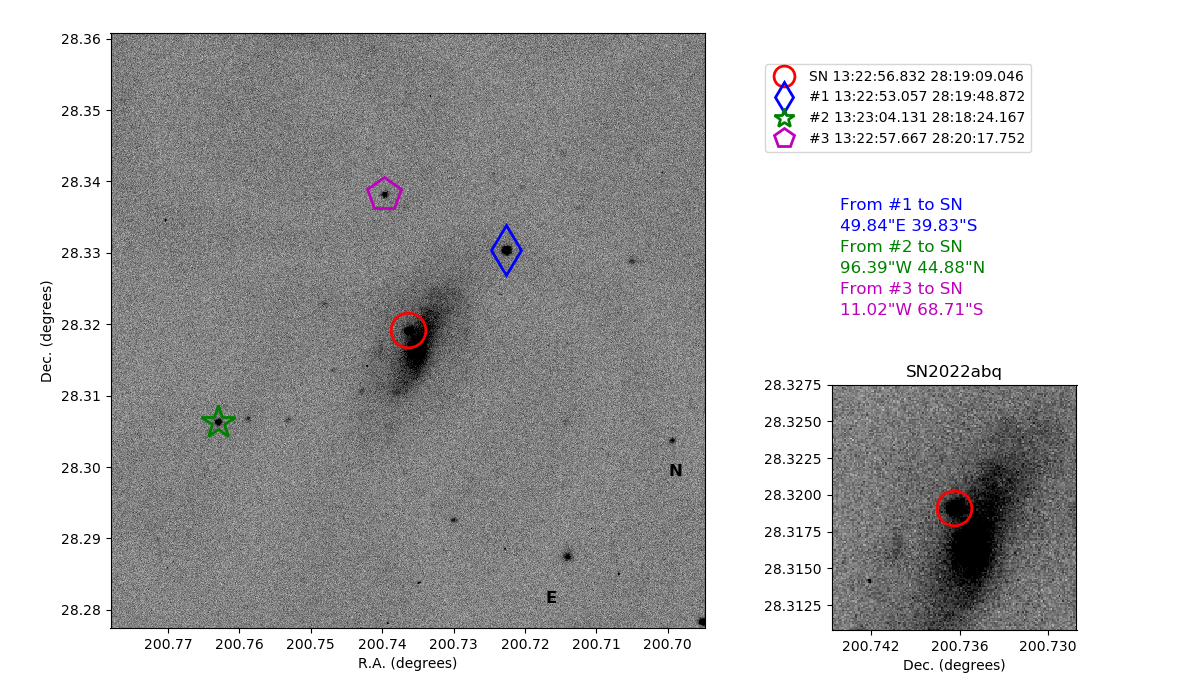 28.36
28.35
28.34
28.33
28.32
28.31
28.30
28.29
28.28
Dec. (degrees)
200.77 200.76 200.75 200.74 200.73 200.72 200.71 200.70
R.A. (degrees)
N
E
SN 13:22:56.832 28:19:09.046
#1 13:22:53.057 28:19:48.872
#2 13:23:04.131 28:18:24.167
#3 13:22:57.667 28:20:17.752
From #1 to SN
49.84"E 39.83"S
From #2 to SN
96.39"W 44.88"N
From #3 to SN
11.02"W 68.71"S
SN2022abq
28.3275
28.3250
28.3225
28.3200
28.3175
28.3150
28.3125
200.742 200.736 200.730
Dec. (degrees)